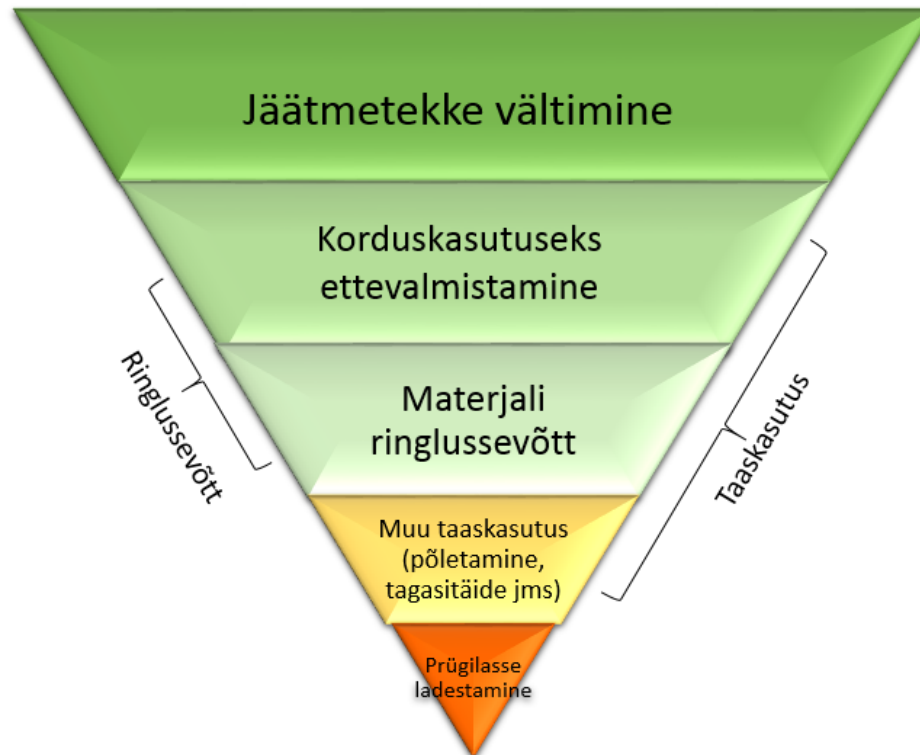 Jäätmetekke vältimine
Korduskasutuseks
ettevalmistamine
Materjali
ringlussevõtt
Muu taaskasutus
(põletamine,
tagasitäide jms)
Prügilasse
ladestamine
Ringlussevõtt
Taaskasutus